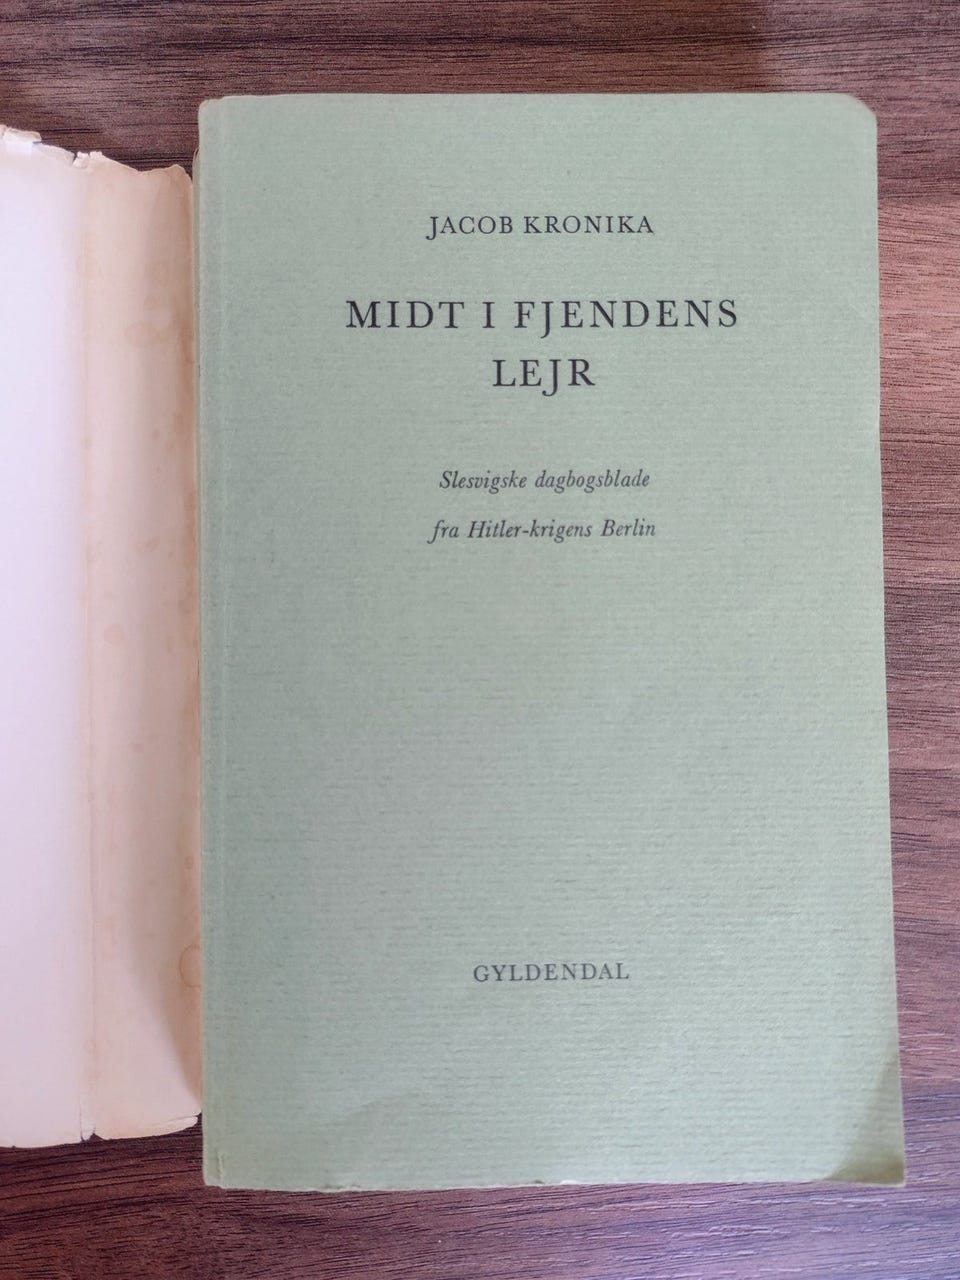 JACOB KRONIKA
MIDT I FJENDENS
LEJR
Slesvigske dagbogsblade
fra Hitler-krigens Berlin
GYLDENDAL